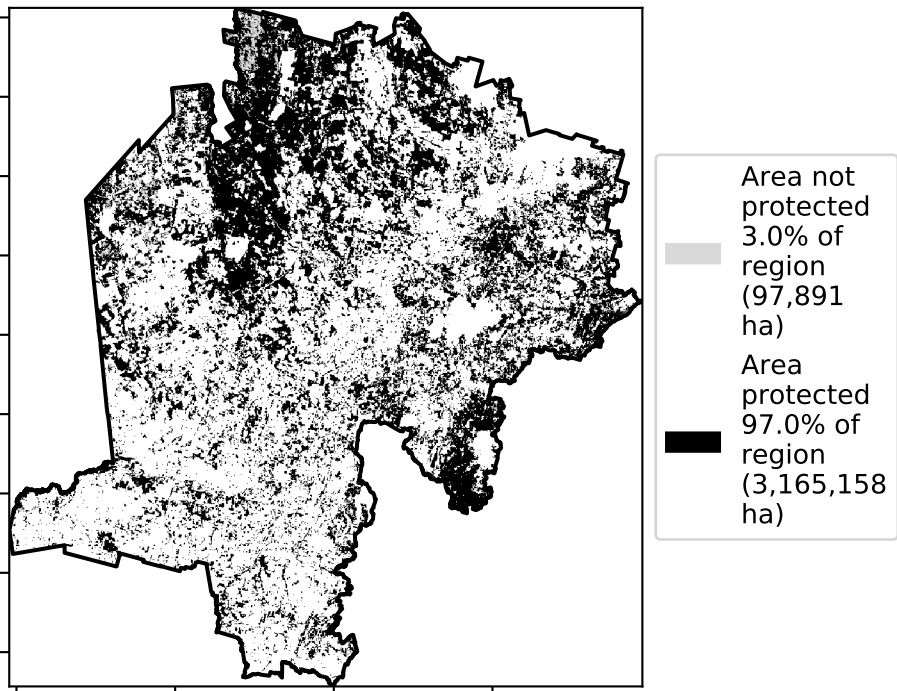 Area not
protected
3.0% of
region
(97,891
ha)
Area
protected
97.0% of
region
(3,165,158
ha)